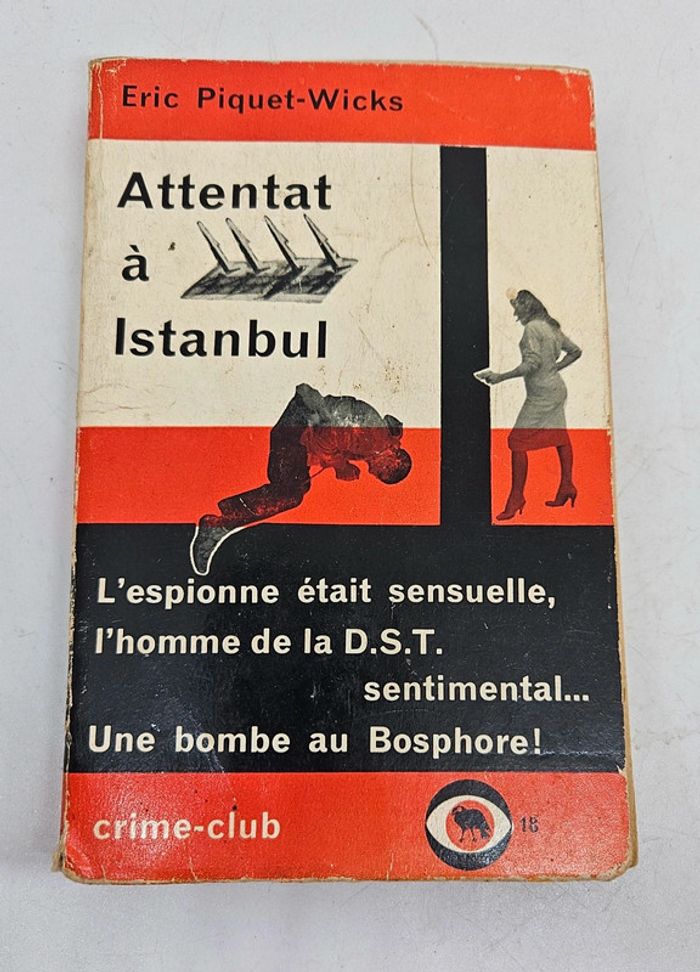 Eric Piquet-Wicks
Attentat
à
Istanbul
L'espionne était sensuelle,
l'homme de la D.S.T.
sentimental...
Une bombe au Bosphore!
crime-club
18